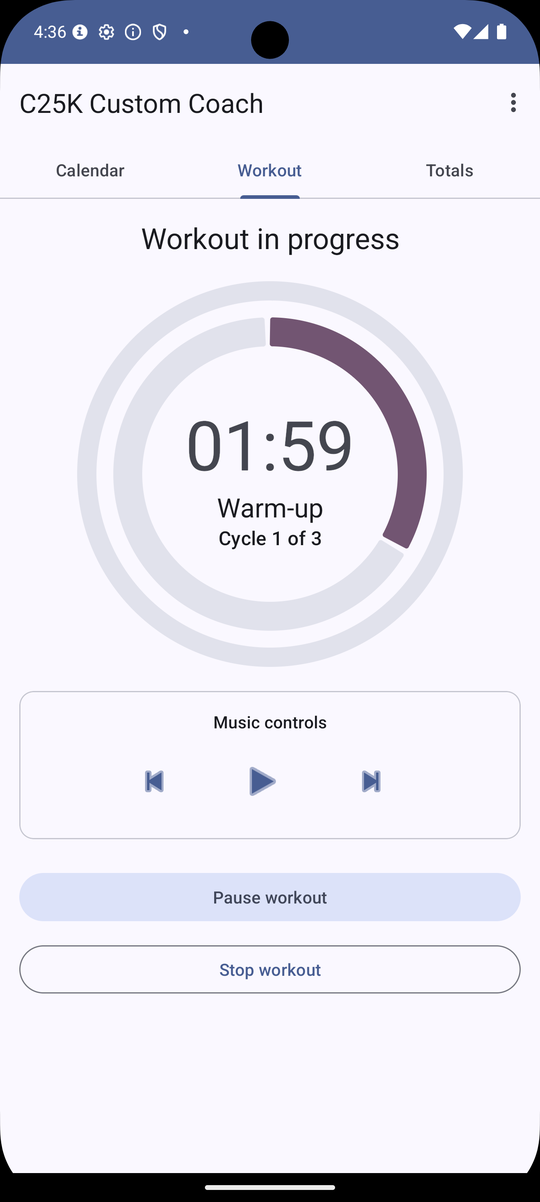 4:36
C25K Custom Coach
Calendar
Workout
Totals
Workout in progress
01:59
Warm-up
Cycle 1 of 3
Music controls
Pause workout
Stop workout